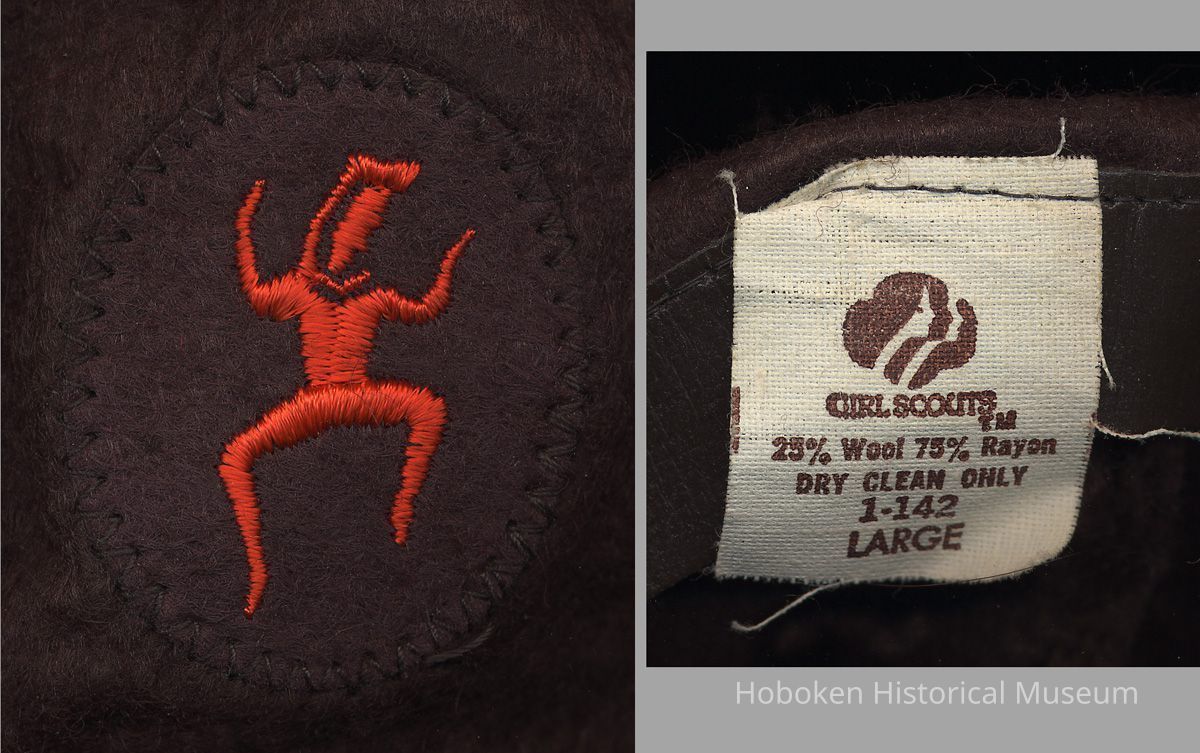 GIRL SCOUTS TM
25% Wool 75% Rayon
DRY CLEAN ONLY
1-142
LARGE
Hoboken Historical Museum